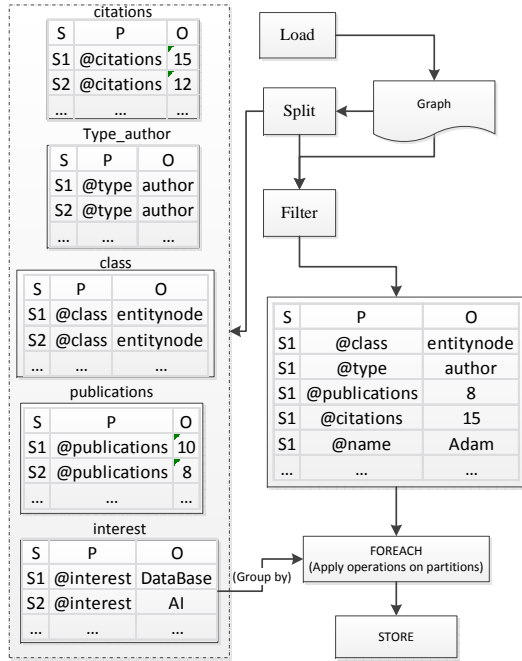 citations
S P O
S1 @citations 15
S2 @citations 12
... ... ...
Type_author
S P O
S1 @type author
S2 @type author
... ... ...
class
S P O
S1 @class entitynode
S2 @class entitynode
... ... ...
publications
S P O
S1 @publications 10
S2 @publications 8
... ... ...
interest
S P O
S1 @interest DataBase
S2 @interest AI
... ... ...
Load
Graph
Split
Filter
S P O
S1 @class entitynode
S1 @type author
S1 @publications 8
S1 @citations 15
S1 @name Adam
... ... ...
(Group by)
FOREACH
(Apply operations on partitions)
STORE